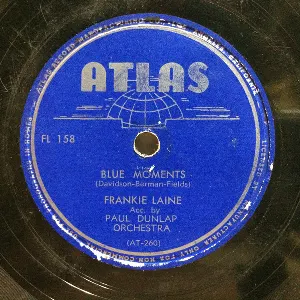 ATLAS
FL 158
BLUE MOMENTS
(Davidson-Berman-Fields)
FRANKIE LAINE
Acc. by
PAUL DUNLAP
ORCHESTRA
(AT-260)